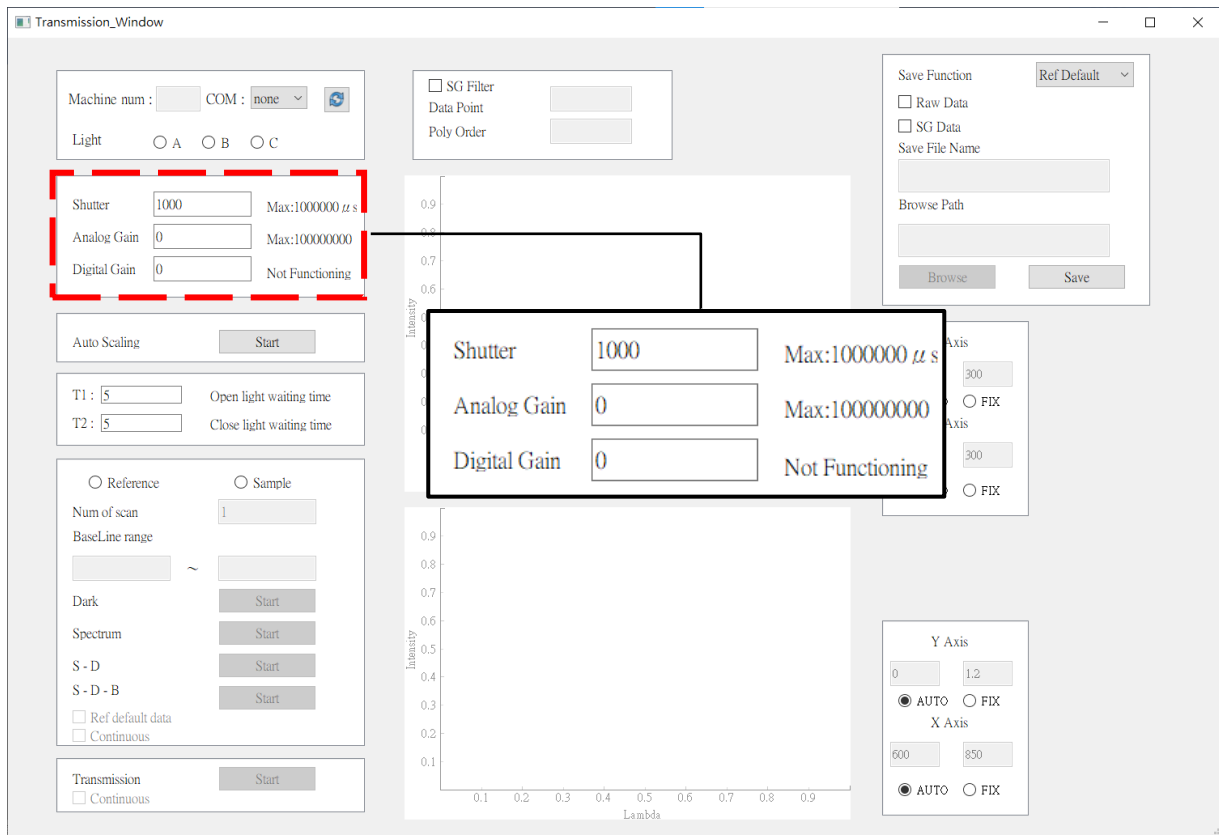 Transmission_Window
Machine num :
COM :
none
Light
A
B
C
Shutter
1000
Max:1000000 μ s
Analog Gain
0
Max:100000000
Digital Gain
0
Not Functioning
Auto Scaling
Start
T1 :
5
Open light waiting time
T2 :
5
Close light waiting time
Reference
Sample
Num of scan
1
BaseLine range
~
Dark
Start
Spectrum
Start
S - D
Start
S - D - B
Start
Ref default data
Continuous
Transmission
Start
Continuous
SG Filter
Data Point
Poly Order
0.9
0.8
0.7
0.6
Intensity
Shutter
1000
Max:1000000 μ s
Analog Gain
0
Max:100000000
Digital Gain
0
Not Functioning
0.9
0.8
0.7
0.6
0.5
0.4
0.3
0.2
0.1
Intensity
0.1
0.2
0.3
0.4
0.5
0.6
0.7
0.8
0.9
Lambda
Save Function
Ref Default
Raw Data
SG Data
Save File Name
Browse Path
Browse
Save
Axis
300
FIX
Axis
300
FIX
Y Axis
0
1.2
AUTO
FIX
X Axis
600
850
AUTO
FIX